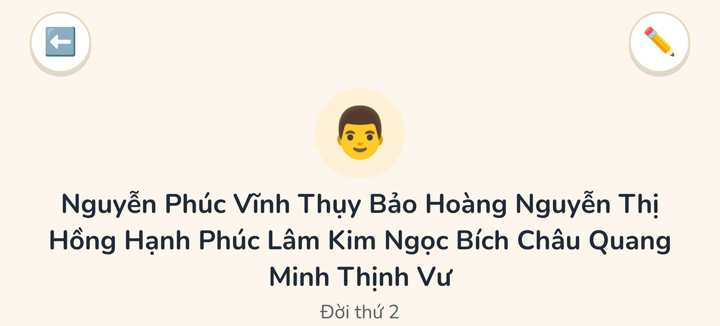 Nguyễn Phúc Vĩnh Thụy Bảo Hoàng Nguyễn Thị
Hồng Hạnh Phúc Lâm Kim Ngọc Bích Châu Quang
Minh Thịnh Vư
Đời thứ 2